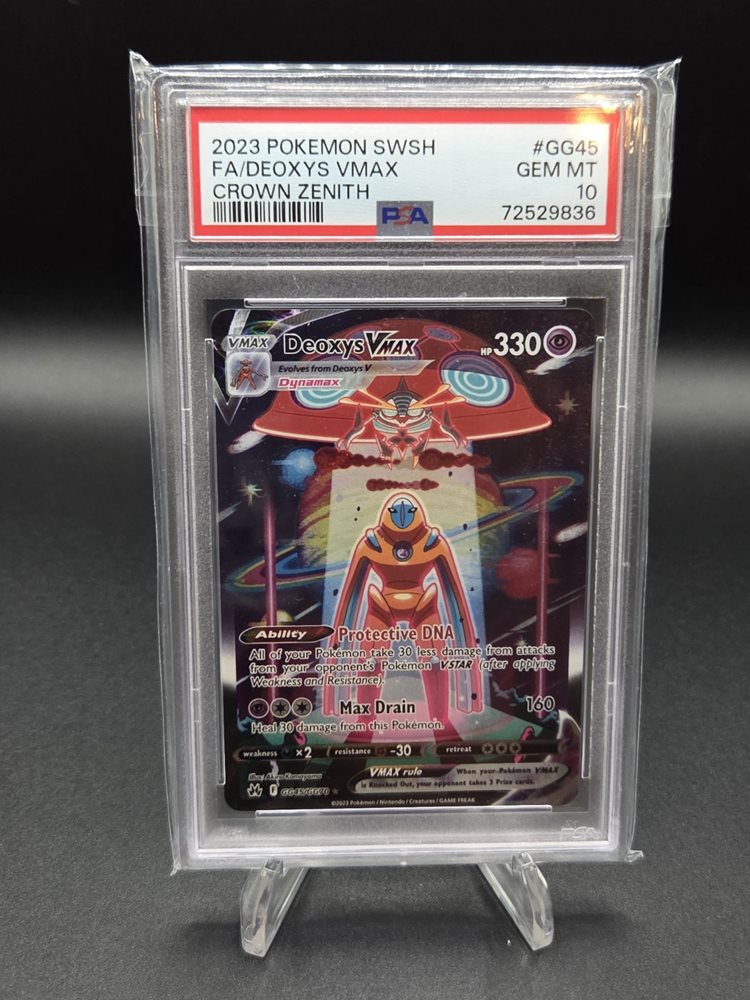 2023 POKEMON SWSH #GG45
FA/DEOXYS VMAX GEM MT
CROWN ZENITH 10
PSA 72529836
VMAX Deoxys VMAX HP 330
Evolves from Deoxys V
Dynamax
Ability Protective DNA
All of your Pokémon take 30 less damage from attacks
from your opponent's Pokémon VSTAR (after applying
Weakness and Resistance).
Max Drain 160
Heal 30 damage from this Pokémon.
weakness ×2 resistance -30 retreat
VMAX rule When your Pokémon VMAX
is Knocked Out, your opponent takes 3 Prize cards.
Illus. Akira Komayama
F GG45/GG70
©2023 Pokémon / Nintendo / Creatures / GAME FREAK
PSA